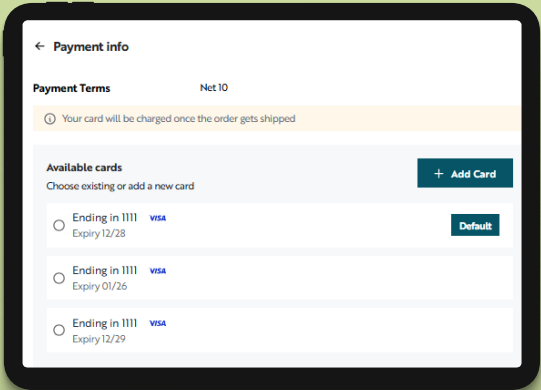 ← Payment info
Payment Terms Net 10
Your card will be charged once the order gets shipped
Available cards
Choose existing or add a new card
+ Add Card
Ending in 1111 VISA
Expiry 12/28
Default
Ending in 1111 VISA
Expiry 01/26
Ending in 1111 VISA
Expiry 12/29